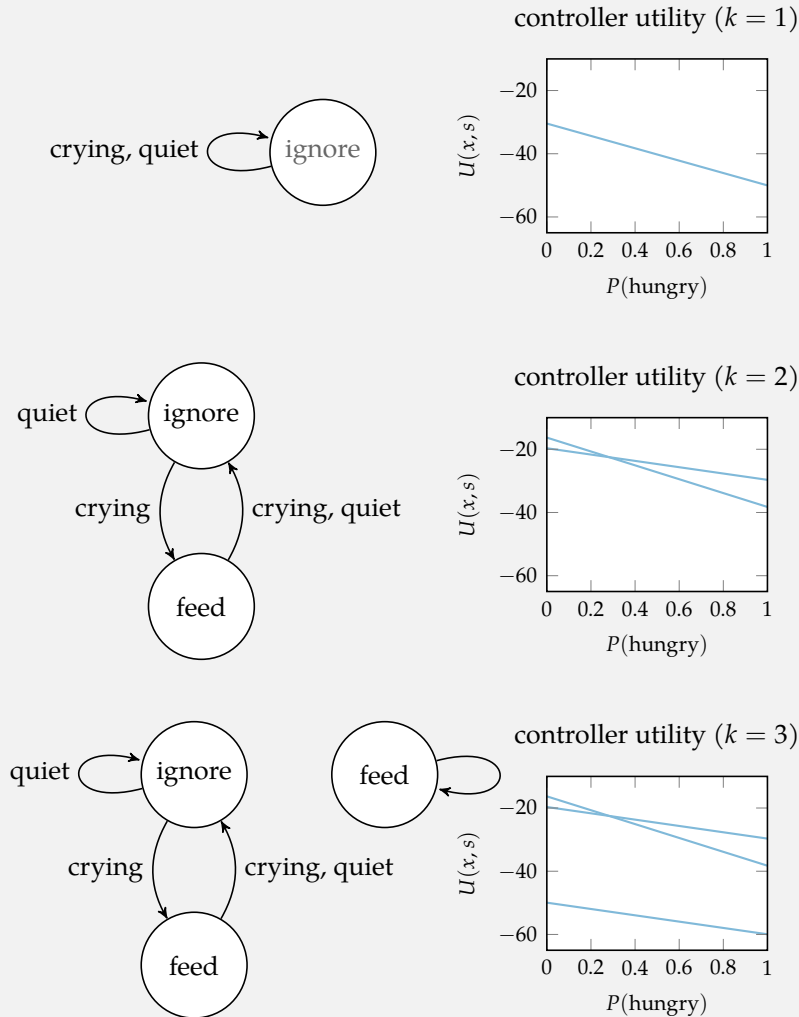 controller utility (k = 1)
crying, quiet
ignore
U(x, s)
−20
−40
−60
0 0.2 0.4 0.6 0.8 1
P(hungry)
controller utility (k = 2)
quiet
ignore
crying
crying, quiet
feed
U(x, s)
−20
−40
−60
0 0.2 0.4 0.6 0.8 1
P(hungry)
controller utility (k = 3)
quiet
ignore
feed
crying
crying, quiet
feed
U(x, s)
−20
−40
−60
0 0.2 0.4 0.6 0.8 1
P(hungry)